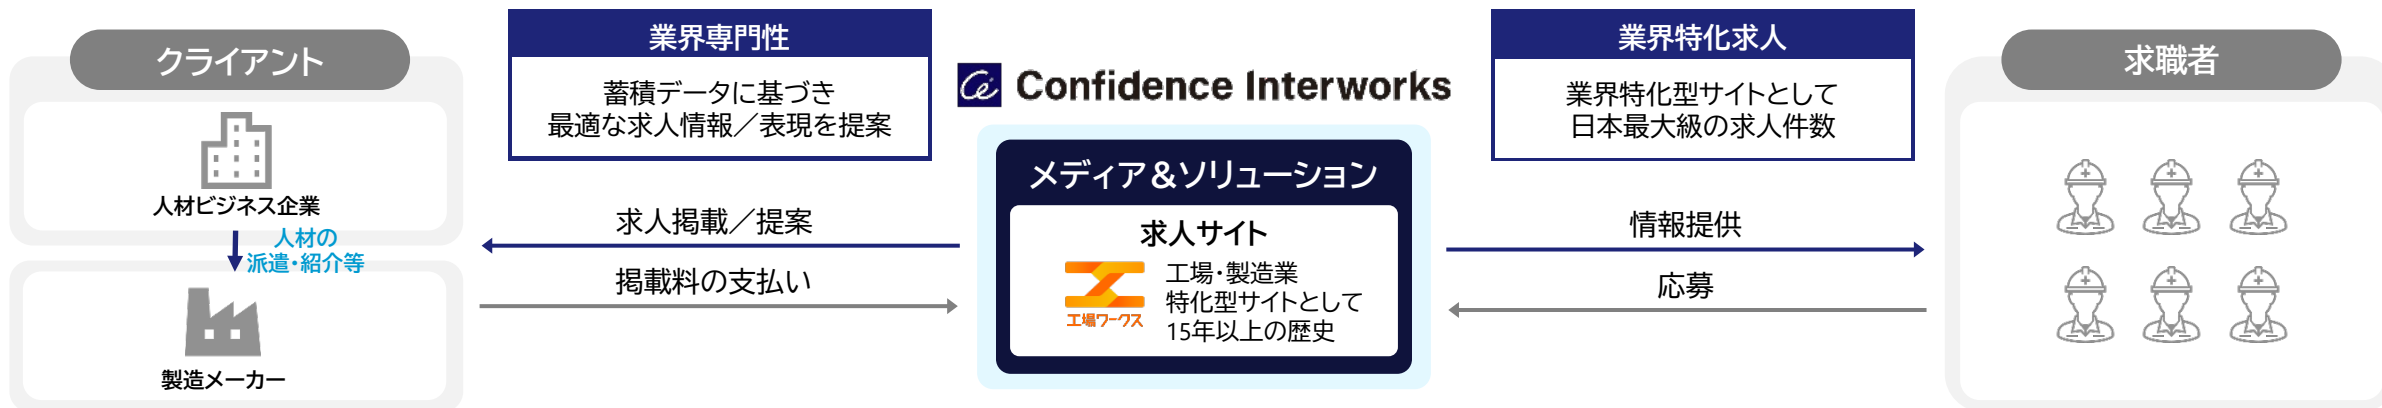 クライアント
人材ビジネス企業
人材の
派遣・紹介等
製造メーカー
業界専門性
蓄積データに基づき
最適な求人情報／表現を提案
求人掲載／提案
掲載料の支払い
Ce Confidence Interworks
メディア＆ソリューション
求人サイト
工場ワークス
工場・製造業
特化型サイトとして
15年以上の歴史
業界特化求人
業界特化型サイトとして
日本最大級の求人件数
情報提供
応募
求職者